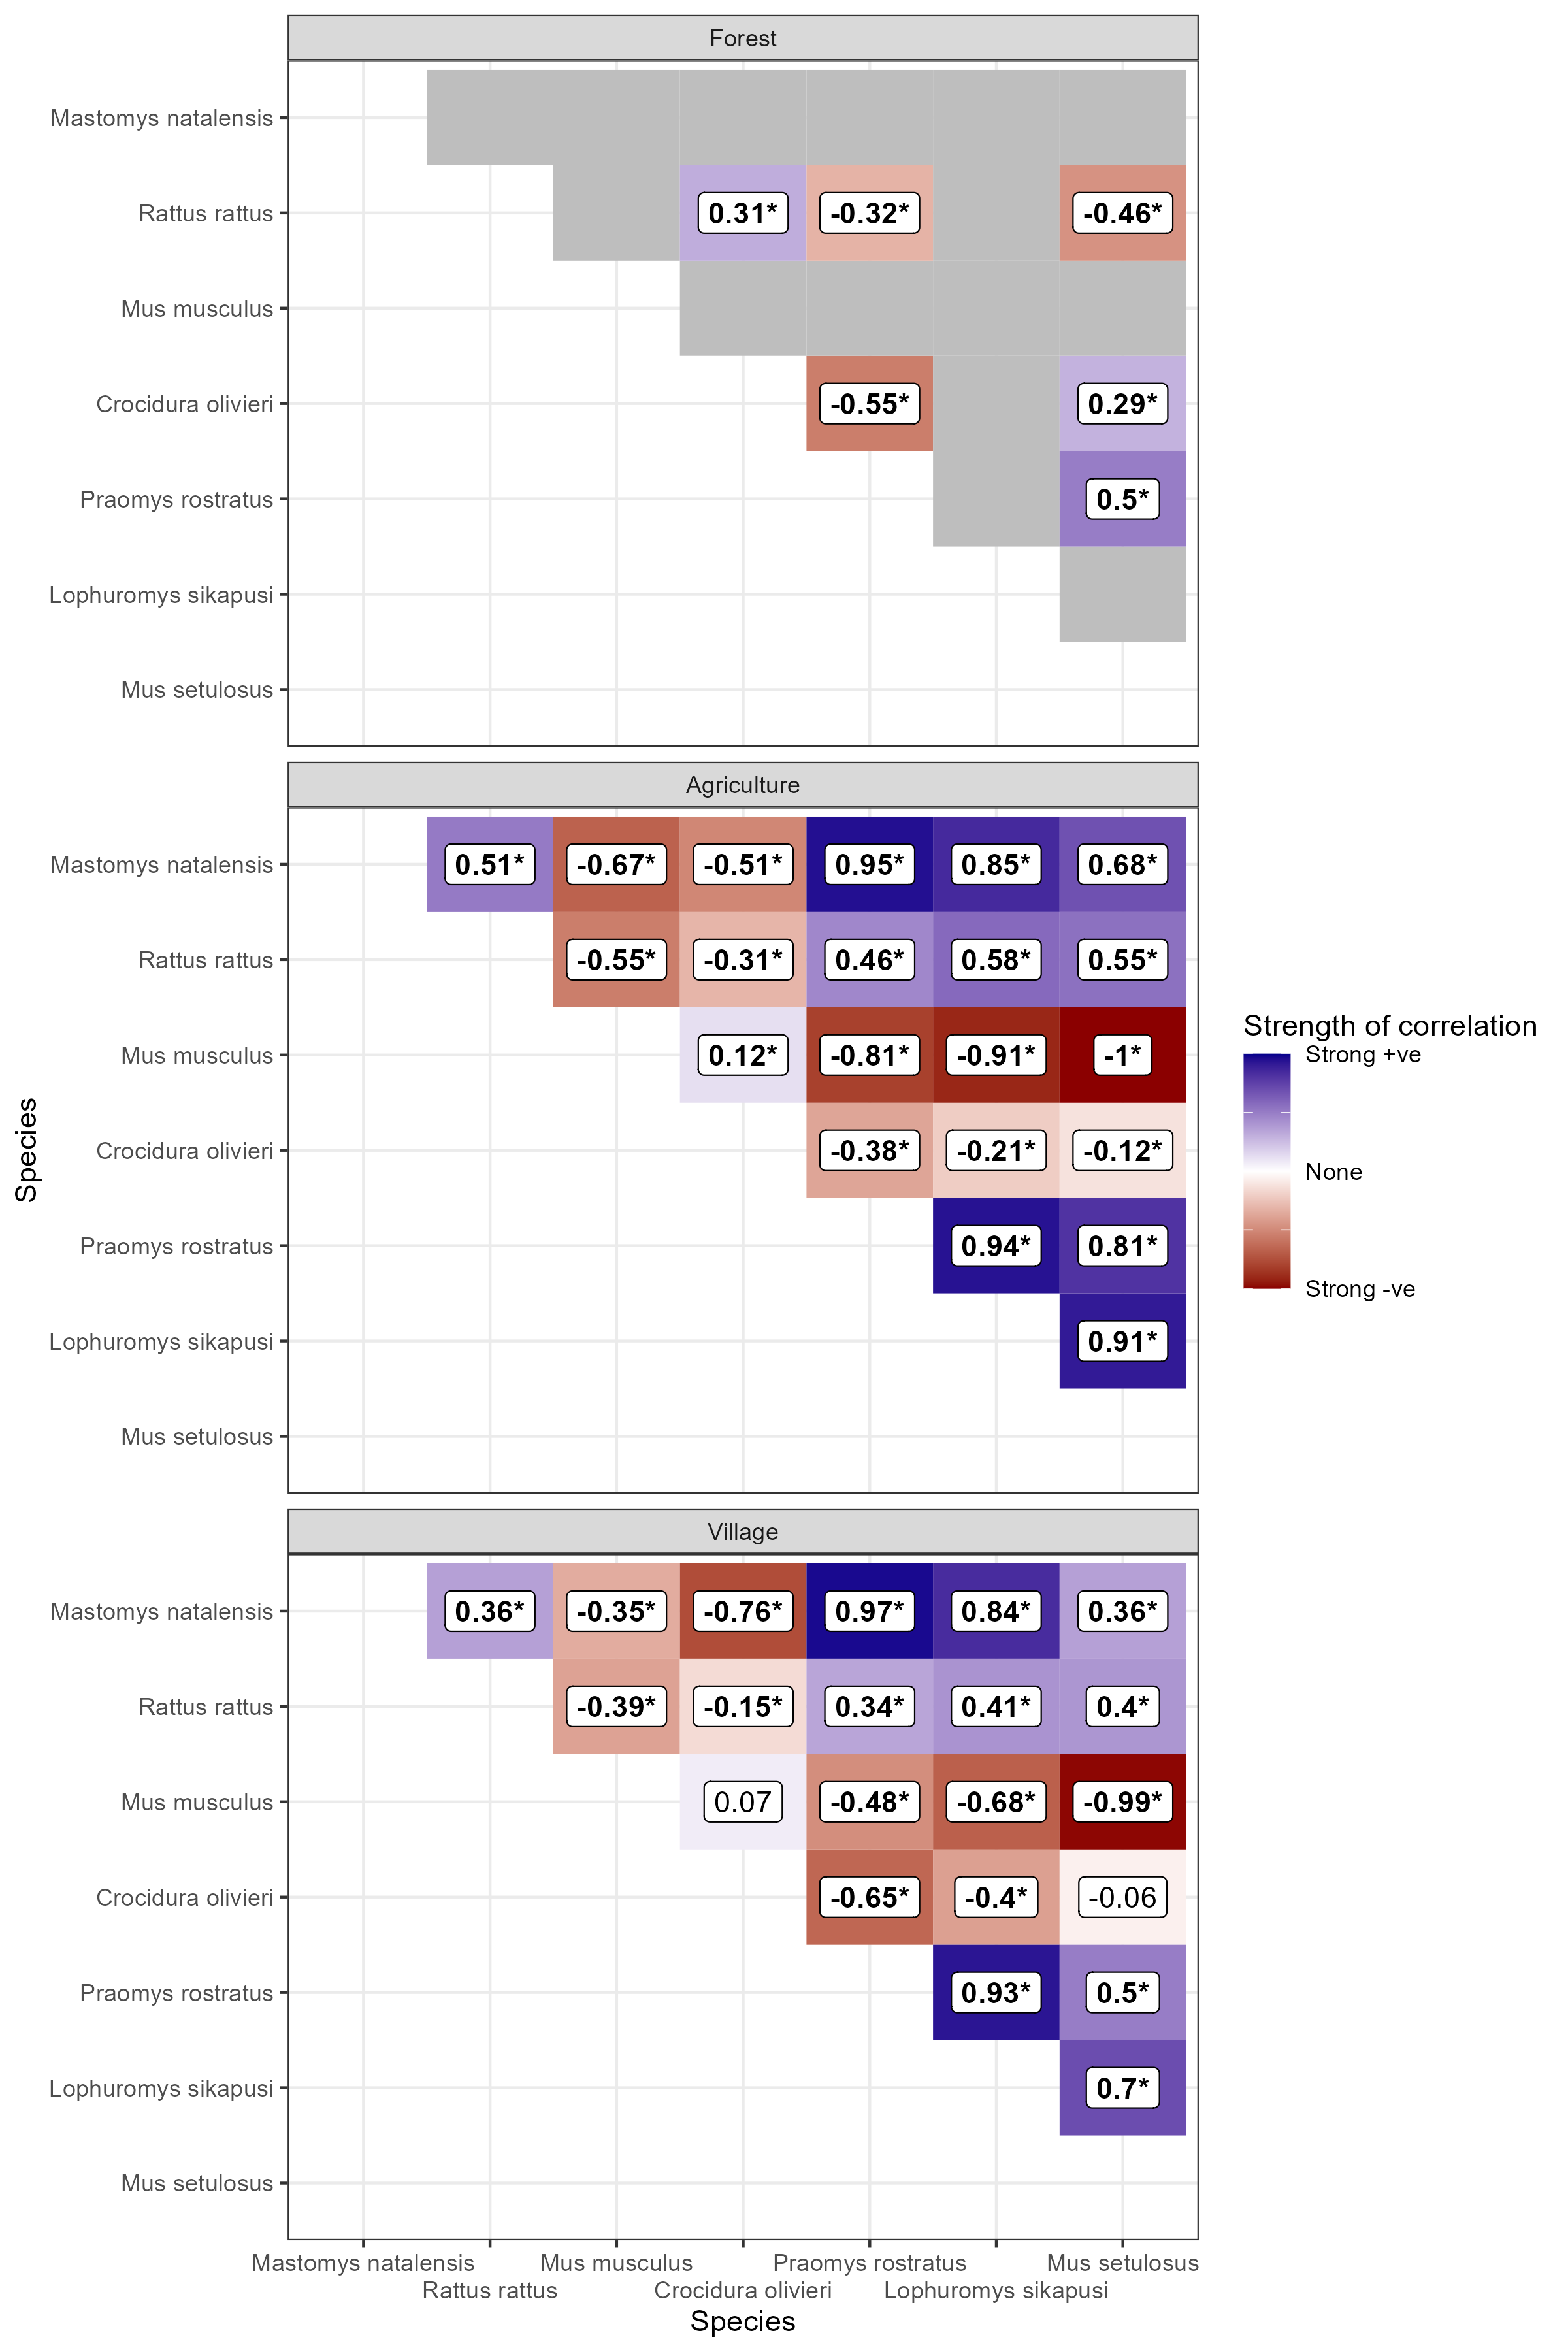 Forest
Mastomys natalensis
Rattus rattus 0.31* -0.32* -0.46*
Mus musculus
Crocidura olivieri -0.55* 0.29*
Praomys rostratus 0.5*
Lophuromys sikapusi
Mus setulosus
Agriculture
Mastomys natalensis 0.51* -0.67* -0.51* 0.95* 0.85* 0.68*
Rattus rattus -0.55* -0.31* 0.46* 0.58* 0.55*
Mus musculus 0.12* -0.81* -0.91* -1*
Crocidura olivieri -0.38* -0.21* -0.12*
Praomys rostratus 0.94* 0.81*
Lophuromys sikapusi 0.91*
Mus setulosus
Village
Mastomys natalensis 0.36* -0.35* -0.76* 0.97* 0.84* 0.36*
Rattus rattus -0.39* -0.15* 0.34* 0.41* 0.4*
Mus musculus 0.07 -0.48* -0.68* -0.99*
Crocidura olivieri -0.65* -0.4* -0.06
Praomys rostratus 0.93* 0.5*
Lophuromys sikapusi 0.7*
Mus setulosus
Mastomys natalensis Mus musculus Praomys rostratus Mus setulosus
Rattus rattus Crocidura olivieri Lophuromys sikapusi
Species
Species
Strength of correlation
Strong +ve
None
Strong -ve